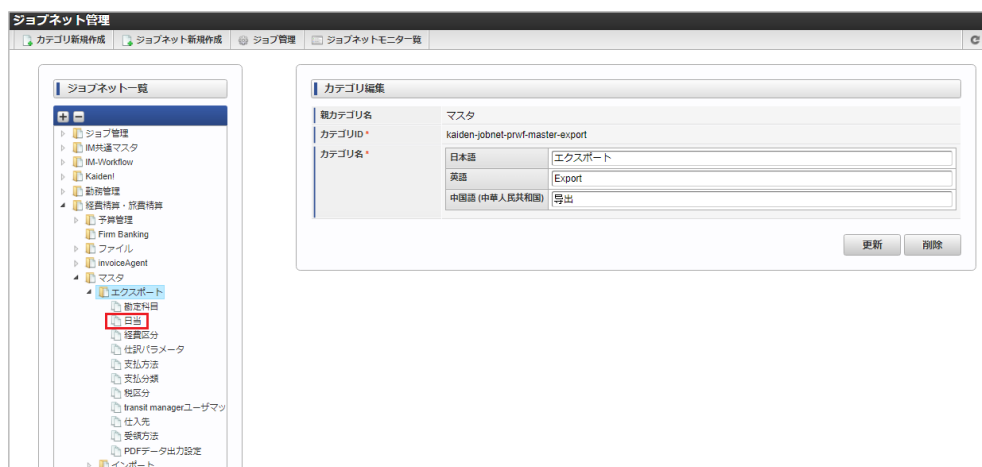 ジョブネット管理
カテゴリ新規作成 ジョブネット新規作成 ジョブ管理 ジョブネットモニター覧
ジョブネット一覧
ジョブ管理
IM共通マスタ
IM-Workflow
Kaiden!
勤務管理
経費精算・旅費精算
予算管理
Firm Banking
ファイル
invoiceAgent
マスタ
エクスポート
勘定科目
日当
経費区分
仕訳パラメータ
支払方法
支払分類
税区分
transit managerユーザマッ
仕入先
受領方法
PDFデータ出力設定
インポート
カテゴリ編集
親カテゴリ名 マスタ
カテゴリID * kaiden-jobnet-prwf-master-export
カテゴリ名 * 日本語 エクスポート
英語 Export
中国語 (中華人民共和国) 导出
更新 削除